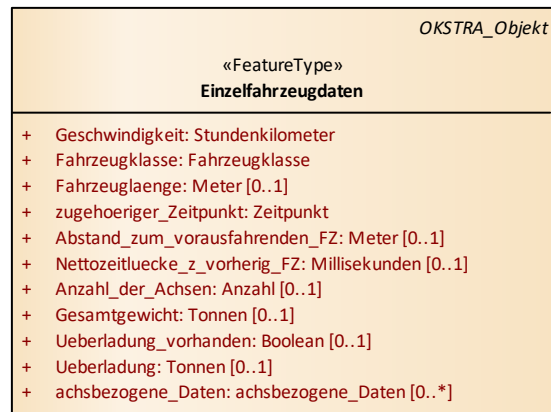 OKSTRA_Objekt
«FeatureType»
Einzelfahrzeugdaten
+ Geschwindigkeit: Stundenkilometer
+ Fahrzeugklasse: Fahrzeugklasse
+ Fahrzeuglaenge: Meter [0..1]
+ zugehoeriger_Zeitpunkt: Zeitpunkt
+ Abstand_zum_vorausfahrenden_FZ: Meter [0..1]
+ Nettozeitluecke_z_vorherig_FZ: Millisekunden [0..1]
+ Anzahl_der_Achsen: Anzahl [0..1]
+ Gesamtgewicht: Tonnen [0..1]
+ Ueberladung_vorhanden: Boolean [0..1]
+ Ueberladung: Tonnen [0..1]
+ achsbezogene_Daten: achsbezogene_Daten [0..*]